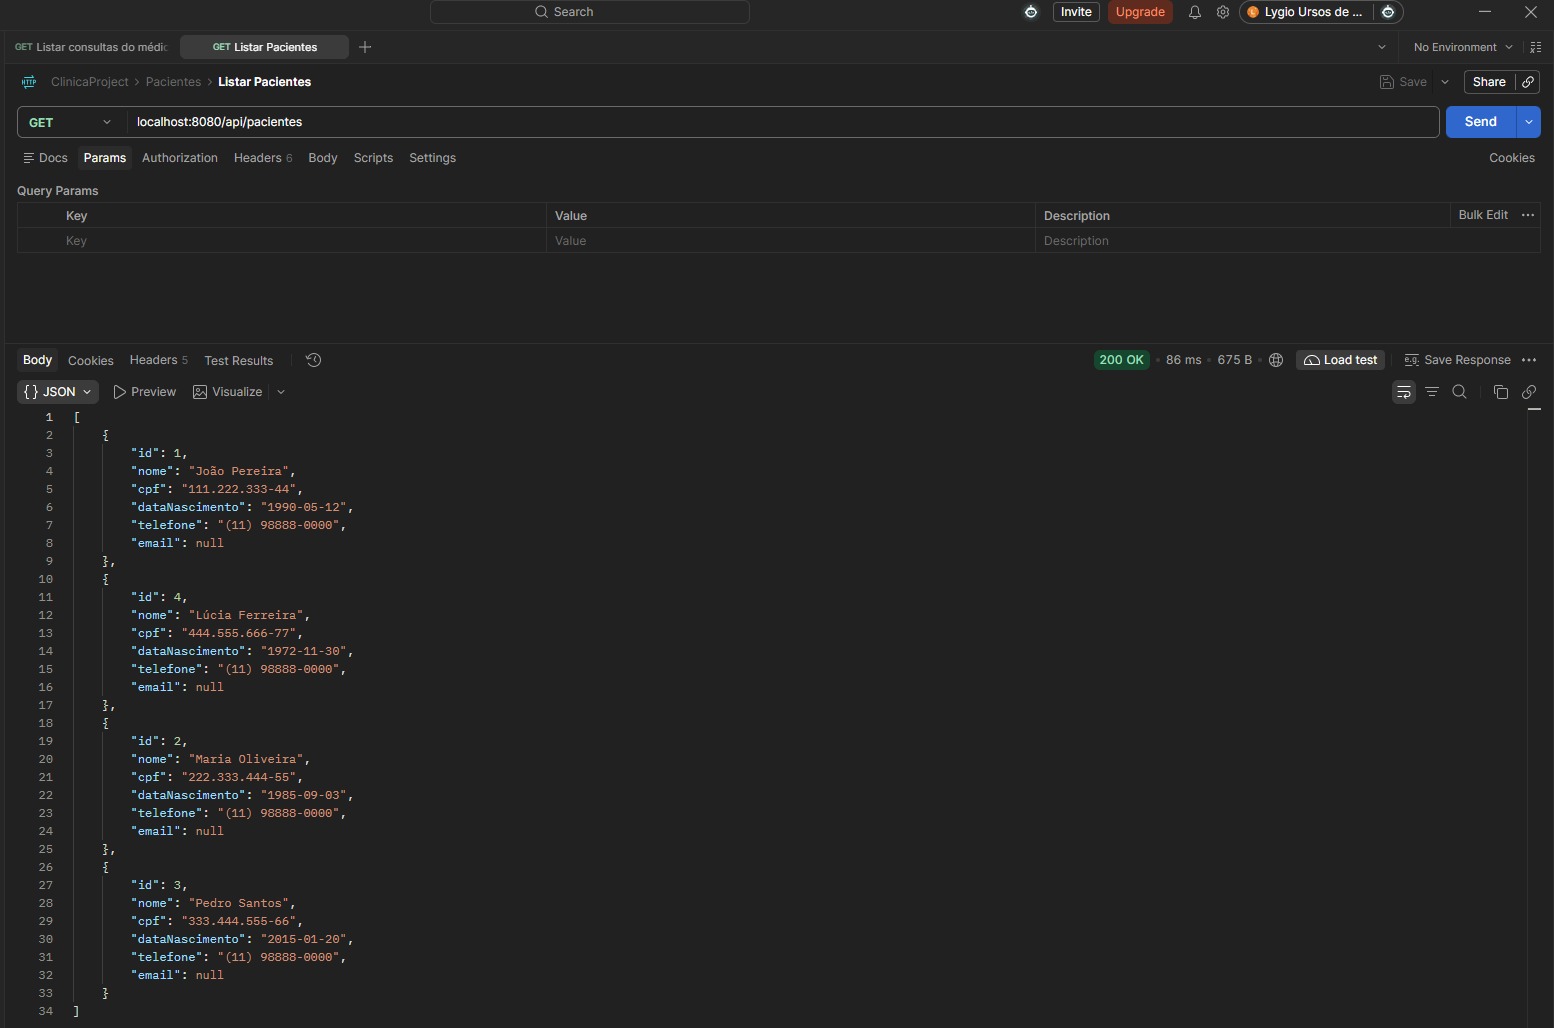 Search
Invite
Upgrade
Lygio Ursos de ...
GET Listar consultas do médic
GET Listar Pacientes
No Environment
HTTP
ClinicaProject > Pacientes > Listar Pacientes
Save
Share
GET
localhost:8080/api/pacientes
Send
Docs
Params
Authorization
Headers 6
Body
Scripts
Settings
Cookies
Query Params
Key
Value
Description
Bulk Edit
Key
Value
Description
Body
Cookies
Headers 5
Test Results
200 OK
86 ms
675 B
Load test
e.g. Save Response
{} JSON
Preview
Visualize
1 [
2 {
3 "id": 1,
4 "nome": "João Pereira",
5 "cpf": "111.222.333-44",
6 "dataNascimento": "1990-05-12",
7 "telefone": "(11) 98888-0000",
8 "email": null
9 },
10 {
11 "id": 4,
12 "nome": "Lúcia Ferreira",
13 "cpf": "444.555.666-77",
14 "dataNascimento": "1972-11-30",
15 "telefone": "(11) 98888-0000",
16 "email": null
17 },
18 {
19 "id": 2,
20 "nome": "Maria Oliveira",
21 "cpf": "222.333.444-55",
22 "dataNascimento": "1985-09-03",
23 "telefone": "(11) 98888-0000",
24 "email": null
25 },
26 {
27 "id": 3,
28 "nome": "Pedro Santos",
29 "cpf": "333.444.555-66",
30 "dataNascimento": "2015-01-20",
31 "telefone": "(11) 98888-0000",
32 "email": null
33 }
34 ]